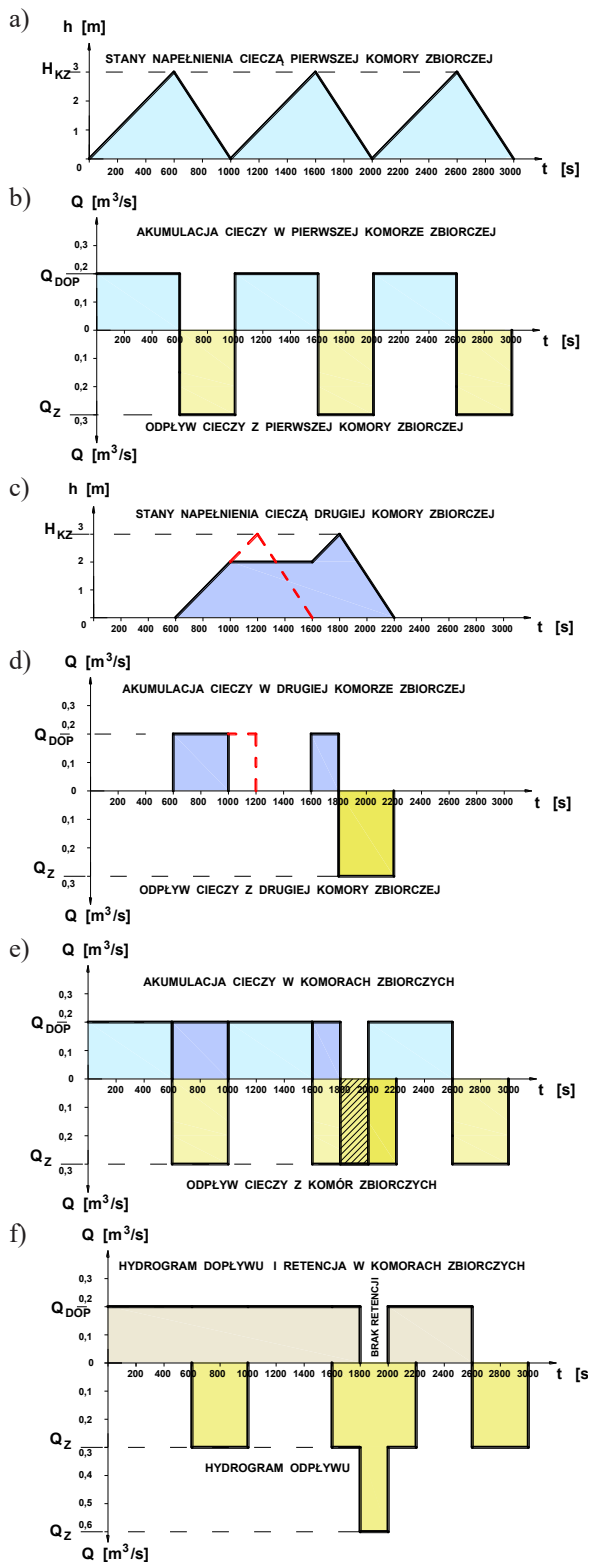 a)
h [m]
STANY NAPEŁNIENIA CIECZĄ PIERWSZEJ KOMORY ZBIORCZEJ
H_KZ 3
2
1
0
200 400 600 800 1000 1200 1400 1600 1800 2000 2200 2400 2600 2800 3000 t [s]
b)
Q [m³/s]
AKUMULACJA CIECZY W PIERWSZEJ KOMORZE ZBIORCZEJ
0,3
0,2
Q_DOP
0,1
0
200 400 600 800 1000 1200 1400 1600 1800 2000 2200 2400 2600 2800 3000
t [s]
0,1
0,2
Q_Z
0,3
ODPŁYW CIECZY Z PIERWSZEJ KOMORY ZBIORCZEJ
Q [m³/s]
c)
h [m]
STANY NAPEŁNIENIA CIECZĄ DRUGIEJ KOMORY ZBIORCZEJ
H_KZ 3
2
1
0
200 400 600 800 1000 1200 1400 1600 1800 2000 2200 2400 2600 2800 3000 t [s]
d)
Q [m³/s]
AKUMULACJA CIECZY W DRUGIEJ KOMORZE ZBIORCZEJ
0,3
0,2
Q_DOP
0,1
0
200 400 600 800 1000 1200 1400 1600 1800 2000 2200 2400 2600 2800 3000
t [s]
0,1
0,2
Q_Z
0,3
ODPŁYW CIECZY Z DRUGIEJ KOMORY ZBIORCZEJ
Q [m³/s]
e)
Q [m³/s]
AKUMULACJA CIECZY W KOMORACH ZBIORCZYCH
0,3
0,2
Q_DOP
0,1
0
200 400 600 800 1000 1200 1400 1600 1800 2000 2200 2400 2600 2800 3000
t [s]
0,1
0,2
Q_Z
0,3
ODPŁYW CIECZY Z KOMÓR ZBIORCZYCH
Q [m³/s]
f)
Q [m³/s]
HYDROGRAM DOPŁYWU I RETENCJA W KOMORACH ZBIORCZYCH
0,3
0,2
Q_DOP
BRAK RETENCJI
0,1
0
200 400 600 800 1000 1200 1400 1600 1800 2000 2200 2400 2600 2800 3000
t [s
0,1
0,2
Q_Z
0,3
HYDROGRAM ODPŁYWU
0,4
0,5
Q_Z
0,6
Q [m³/s]